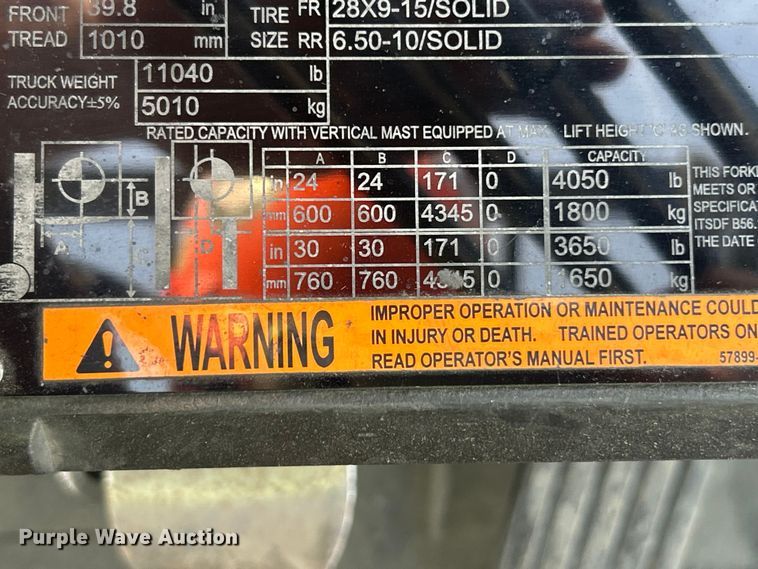 FRONT 39.8 in TIRE FR 28X9-15/SOLID
TREAD 1010 mm SIZE RR 6.50-10/SOLID
TRUCK WEIGHT 11040 lb
ACCURACY±5% 5010 kg
RATED CAPACITY WITH VERTICAL MAST EQUIPPED AT MAX. LIFT HEIGHT "C" AS SHOWN.
A B C D CAPACITY
in 24 24 171 0 4050 lb
mm 600 600 4345 0 1800 kg
in 30 30 171 0 3650 lb
mm 760 760 4345 0 1650 kg
B
A
D
THIS FORK
MEETS OR
SPECIFICA
ITSDF B56.
THE DATE
WARNING
IMPROPER OPERATION OR MAINTENANCE COULD
IN INJURY OR DEATH. TRAINED OPERATORS ON
READ OPERATOR'S MANUAL FIRST. 57899-
Purple Wave Auction